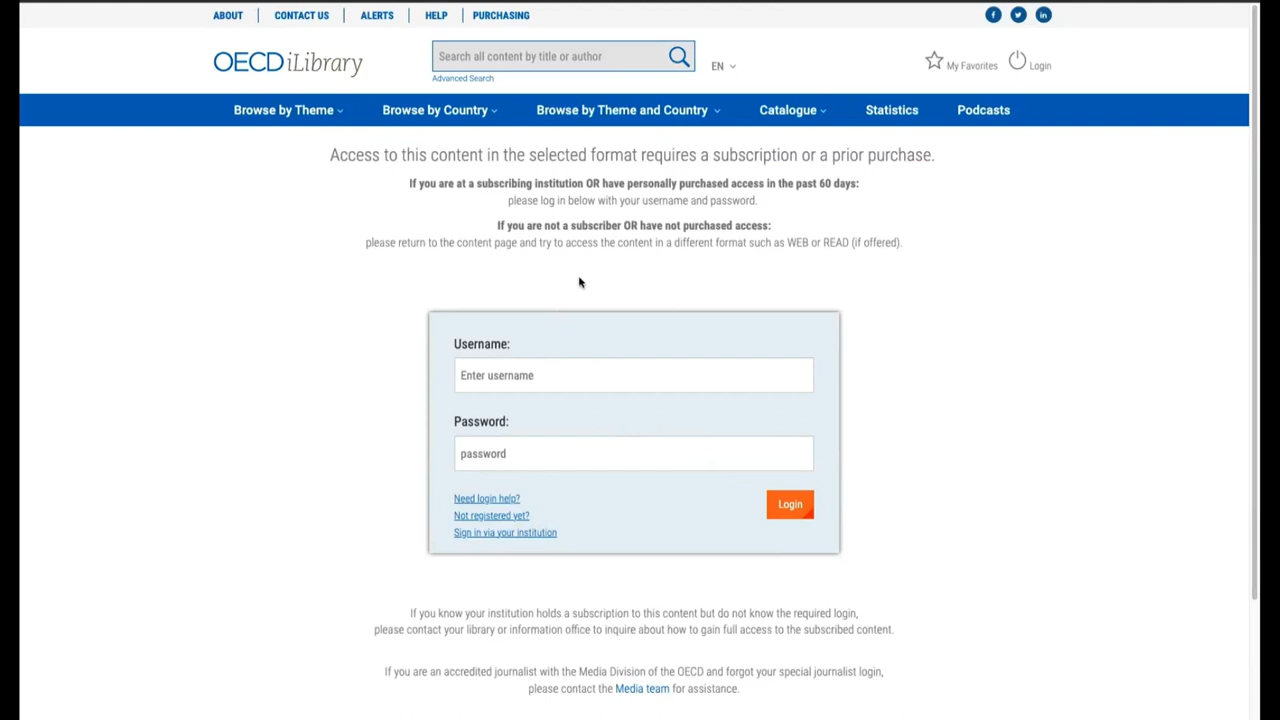 ABOUT CONTACT US ALERTS HELP PURCHASING
f in
OECD iLibrary
Search all content by title or author
Advanced Search
EN
My Favorites Login
Browse by Theme Browse by Country Browse by Theme and Country Catalogue Statistics Podcasts
Access to this content in the selected format requires a subscription or a prior purchase.
If you are at a subscribing institution OR have personally purchased access in the past 60 days:
please log in below with your username and password.
If you are not a subscriber OR have not purchased access:
please return to the content page and try to access the content in a different format such as WEB or READ (if offered).
Username:
Enter username
Password:
password
Need login help?
Not registered yet?
Sign in via your institution
Login
If you know your institution holds a subscription to this content but do not know the required login,
please contact your library or information office to inquire about how to gain full access to the subscribed content.
If you are an accredited journalist with the Media Division of the OECD and forgot your special journalist login,
please contact the Media team for assistance.